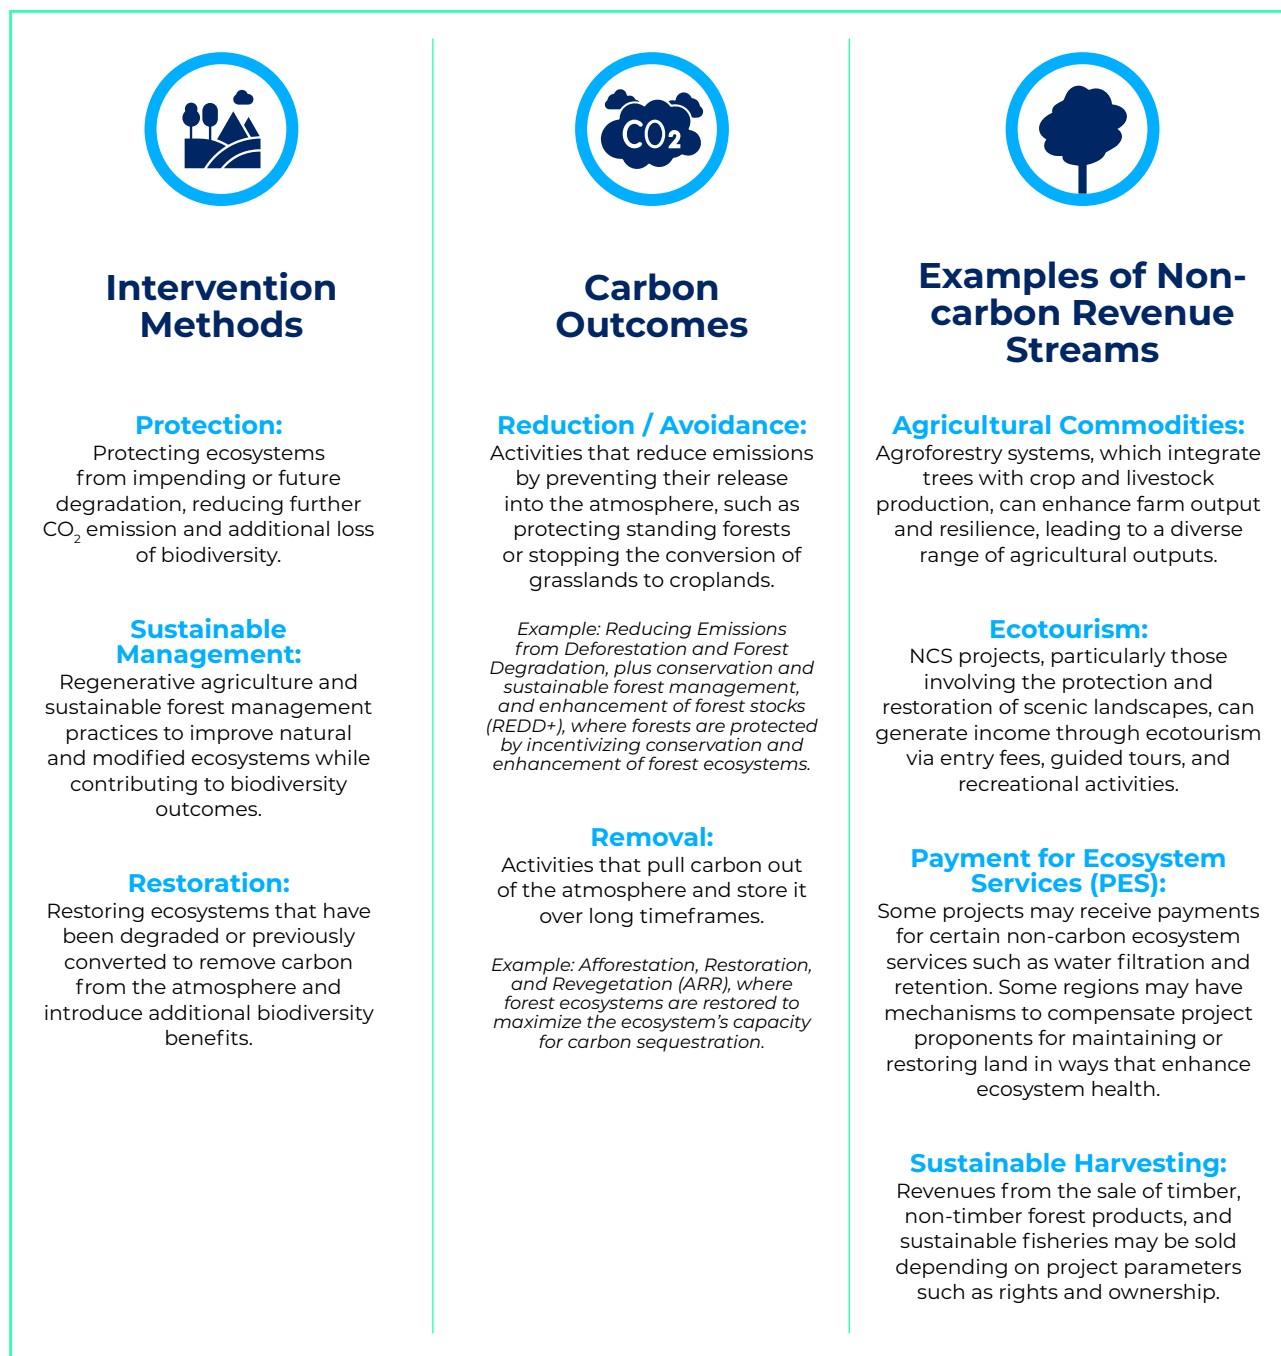 CO2
Intervention
Methods
Protection:
Protecting ecosystems
from impending or future
degradation, reducing further
CO₂ emission and additional loss
of biodiversity.
Sustainable
Management:
Regenerative agriculture and
sustainable forest management
practices to improve natural
and modified ecosystems while
contributing to biodiversity
outcomes.
Restoration:
Restoring ecosystems that have
been degraded or previously
converted to remove carbon
from the atmosphere and
introduce additional biodiversity
benefits.
Carbon
Outcomes
Reduction / Avoidance:
Activities that reduce emissions
by preventing their release
into the atmosphere, such as
protecting standing forests
or stopping the conversion of
grasslands to croplands.
Example: Reducing Emissions
from Deforestation and Forest
Degradation, plus conservation and
sustainable forest management,
and enhancement of forest stocks
(REDD+), where forests are protected
by incentivizing conservation and
enhancement of forest ecosystems.
Removal:
Activities that pull carbon out
of the atmosphere and store it
over long timeframes.
Example: Afforestation, Restoration,
and Revegetation (ARR), where
forest ecosystems are restored to
maximize the ecosystem's capacity
for carbon sequestration.
Examples of Non-
carbon Revenue
Streams
Agricultural Commodities:
Agroforestry systems, which integrate
trees with crop and livestock
production, can enhance farm output
and resilience, leading to a diverse
range of agricultural outputs.
Ecotourism:
NCS projects, particularly those
involving the protection and
restoration of scenic landscapes, can
generate income through ecotourism
via entry fees, guided tours, and
recreational activities.
Payment for Ecosystem
Services (PES):
Some projects may receive payments
for certain non-carbon ecosystem
services such as water filtration and
retention. Some regions may have
mechanisms to compensate project
proponents for maintaining or
restoring land in ways that enhance
ecosystem health.
Sustainable Harvesting:
Revenues from the sale of timber,
non-timber forest products, and
sustainable fisheries may be sold
depending on project parameters
such as rights and ownership.